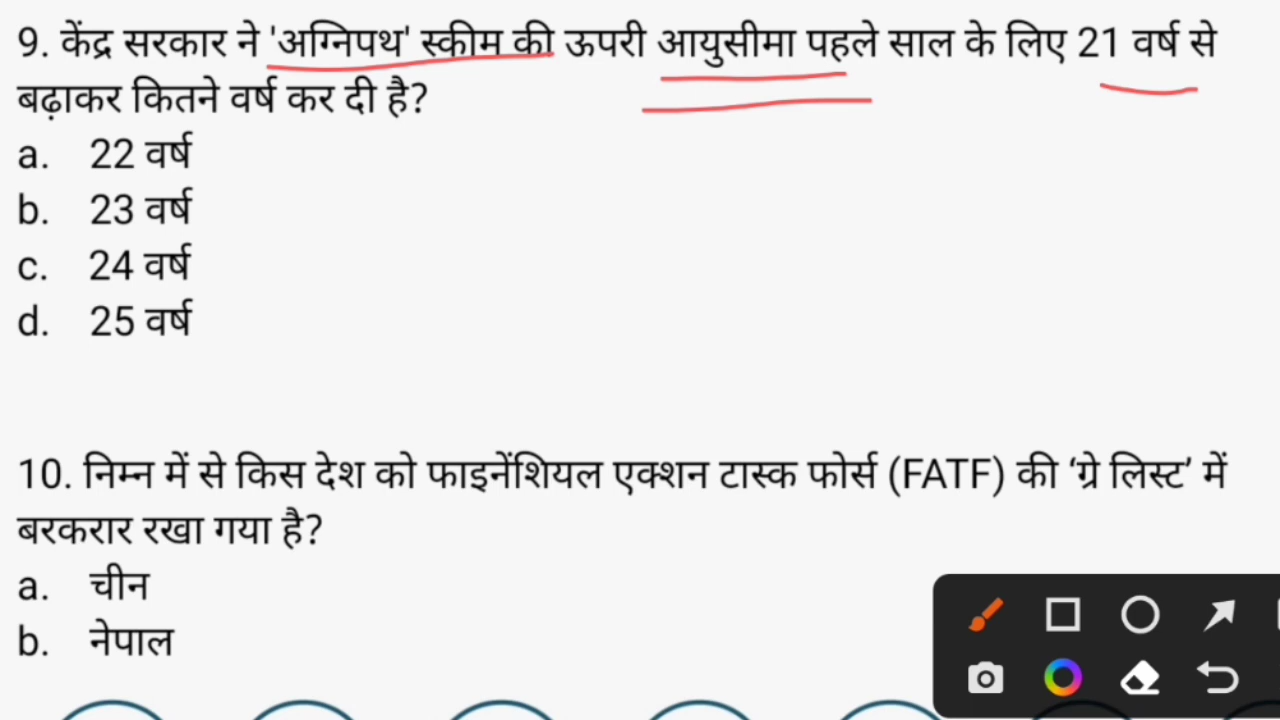 9. केंद्र सरकार ने 'अग्निपथ' स्कीम की ऊपरी आयुसीमा पहले साल के लिए 21 वर्ष से
बढ़ाकर कितने वर्ष कर दी है?
a. 22 वर्ष
b. 23 वर्ष
c. 24 वर्ष
d. 25 वर्ष
10. निम्न में से किस देश को फाइनेंशियल एक्शन टास्क फोर्स (FATF) की ‘ग्रे लिस्ट’ में
बरकरार रखा गया है?
a. चीन
b. नेपाल